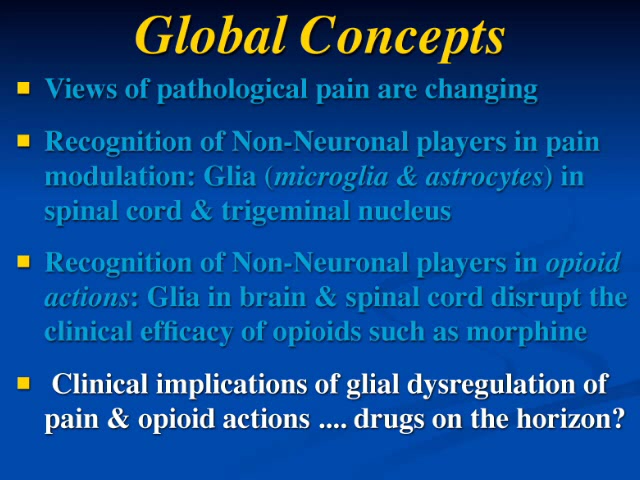 Global Concepts
Views of pathological pain are changing
Recognition of Non-Neuronal players in pain
modulation: Glia (microglia & astrocytes) in
spinal cord & trigeminal nucleus
Recognition of Non-Neuronal players in opioid
actions: Glia in brain & spinal cord disrupt the
clinical efficacy of opioids such as morphine
Clinical implications of glial dysregulation of
pain & opioid actions .... drugs on the horizon?